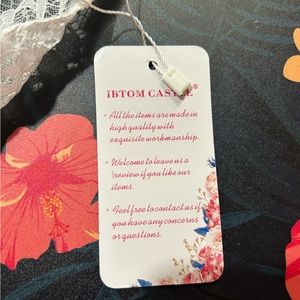 IBTOM CASTLE®
• All the items are made in
high quality with
exquisite workmanship.
• Welcome to leave us a
\review if you like our
items.
• Feel free to contact us if
you have any concerns
or questions.